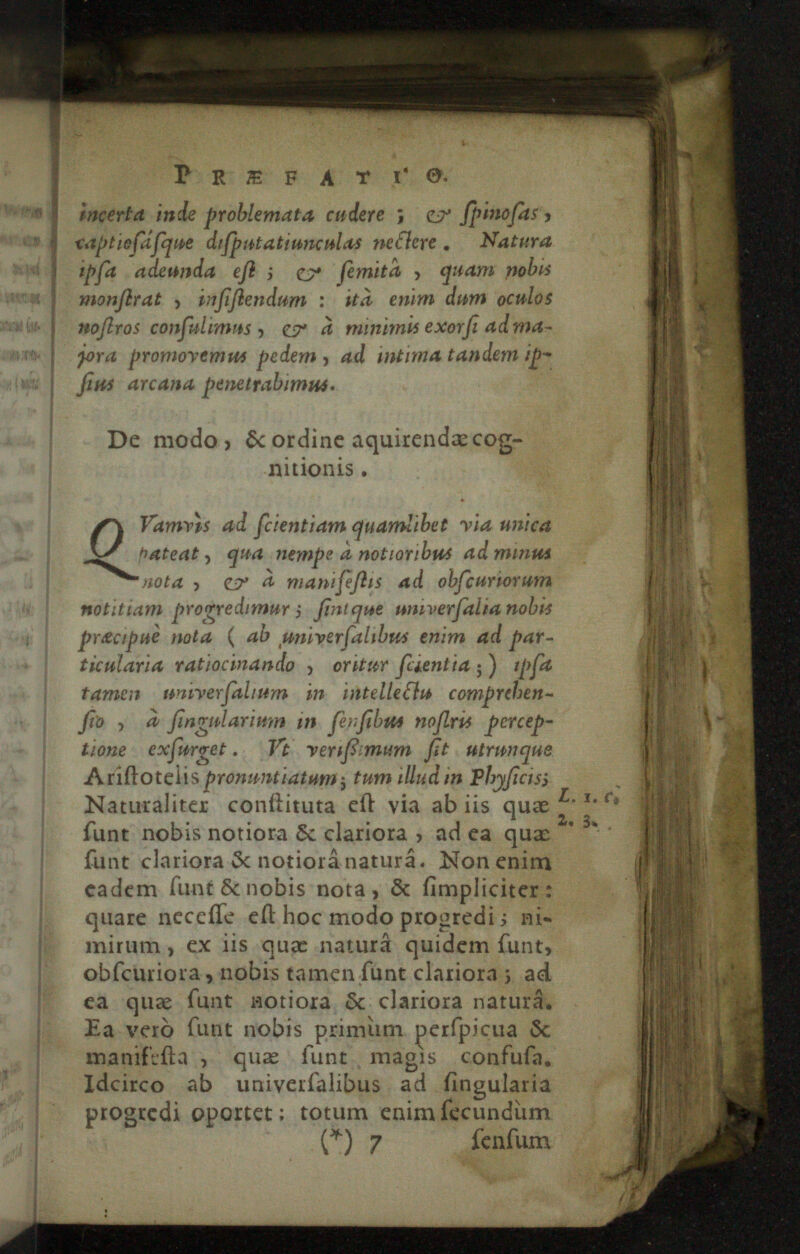 PRÆFATIO.
incerta inde problemata cudere ; & ſpinoſas,
captioſáſque diſputatiunculas nectere . Natura
ipſa adeunda eſt ; & ſemitâ , quam nobis
monſtrat , inſiſtendum : ità enim dum oculos
noſtros conſulimus , & à minimis exorſi ad ma-
jora promovemus pedem , ad intima tandem ip-
ſius arcana penetrabimus.
De modo, & ordine aquirendæ cog-
nitionis .
QVamvis ad ſcientiam quamlibet via unica
pateat , qua nempe à notioribus ad minus
nota , & à manifeſtis ad obſcuriorum
notitiam progredimur ; ſintque univerſalia nobis
præcipuè nota ( ab univerſalibus enim ad par-
ticularia ratiocinando , oritur ſcientia ; ) ipſa
tamen univerſalium in intellectu comprehen-
ſio , à ſingularium in ſenſibus noſtris percep-
tione exſurget . Vt veriſſimum ſit utrunque
Ariſtotelis pronuntiatum ; tum illud in Phyſicis;
Naturaliter conſtituta eſt via ab iis quæ L. 1. c.
ſunt nobis notiora & clariora , ad ea quæ 2. 3.
ſunt clariora & notiora naturâ. Non enim
eadem ſunt & nobis nota, & ſimpliciter :
quare neceſſe eſt hoc modo progredi ; ni-
mirum , ex iis quæ naturâ quidem ſunt,
obſcuriora, nobis tamen ſunt clariora ; ad
ea quæ ſunt notiora & clariora naturâ.
Ea verò ſunt nobis primùm perſpicua &
manifeſta , quæ ſunt magis confuſa.
Idcirco ab univerſalibus ad ſingularia
progredi oportet ; totum enim ſecundùm
(*) 7 ſenſum